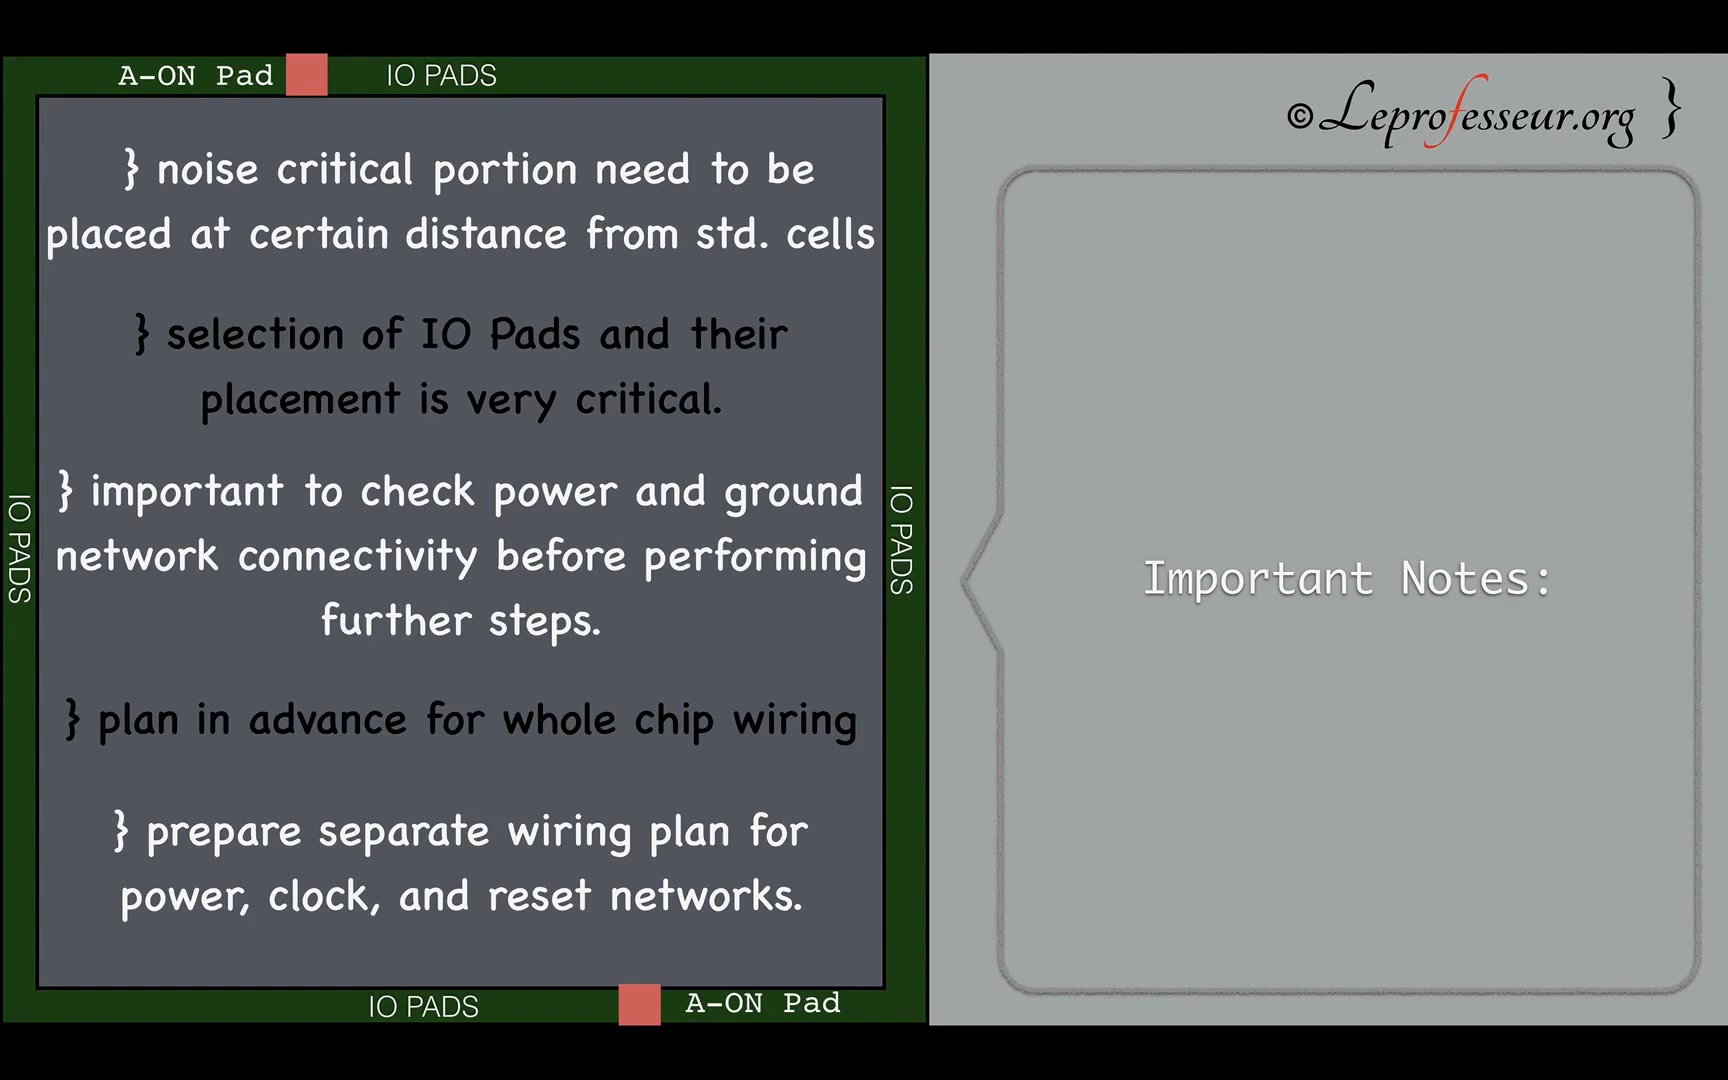 A-ON Pad IO PADS
} noise critical portion need to be
placed at certain distance from std. cells
} selection of IO Pads and their
placement is very critical.
} important to check power and ground
network connectivity before performing
further steps.
} plan in advance for whole chip wiring
} prepare separate wiring plan for
power, clock, and reset networks.
IO PADS
IO PADS
IO PADS A-ON Pad
©Leprofesseur.org }
Important Notes: